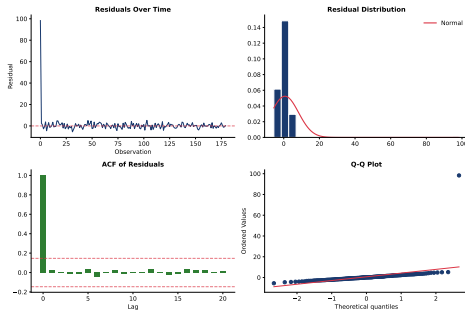 Residuals Over Time
100
80
60
40
20
0
Residual
0 25 50 75 100 125 150 175
Observation
Residual Distribution
0.14
0.12
0.10
0.08
0.06
0.04
0.02
0.00
Normal
0 20 40 60 80 100
ACF of Residuals
1.0
0.8
0.6
0.4
0.2
0.0
−0.2
0 5 10 15 20
Lag
Q-Q Plot
100
80
60
40
20
0
Ordered Values
−2 −1 0 1 2
Theoretical quantiles